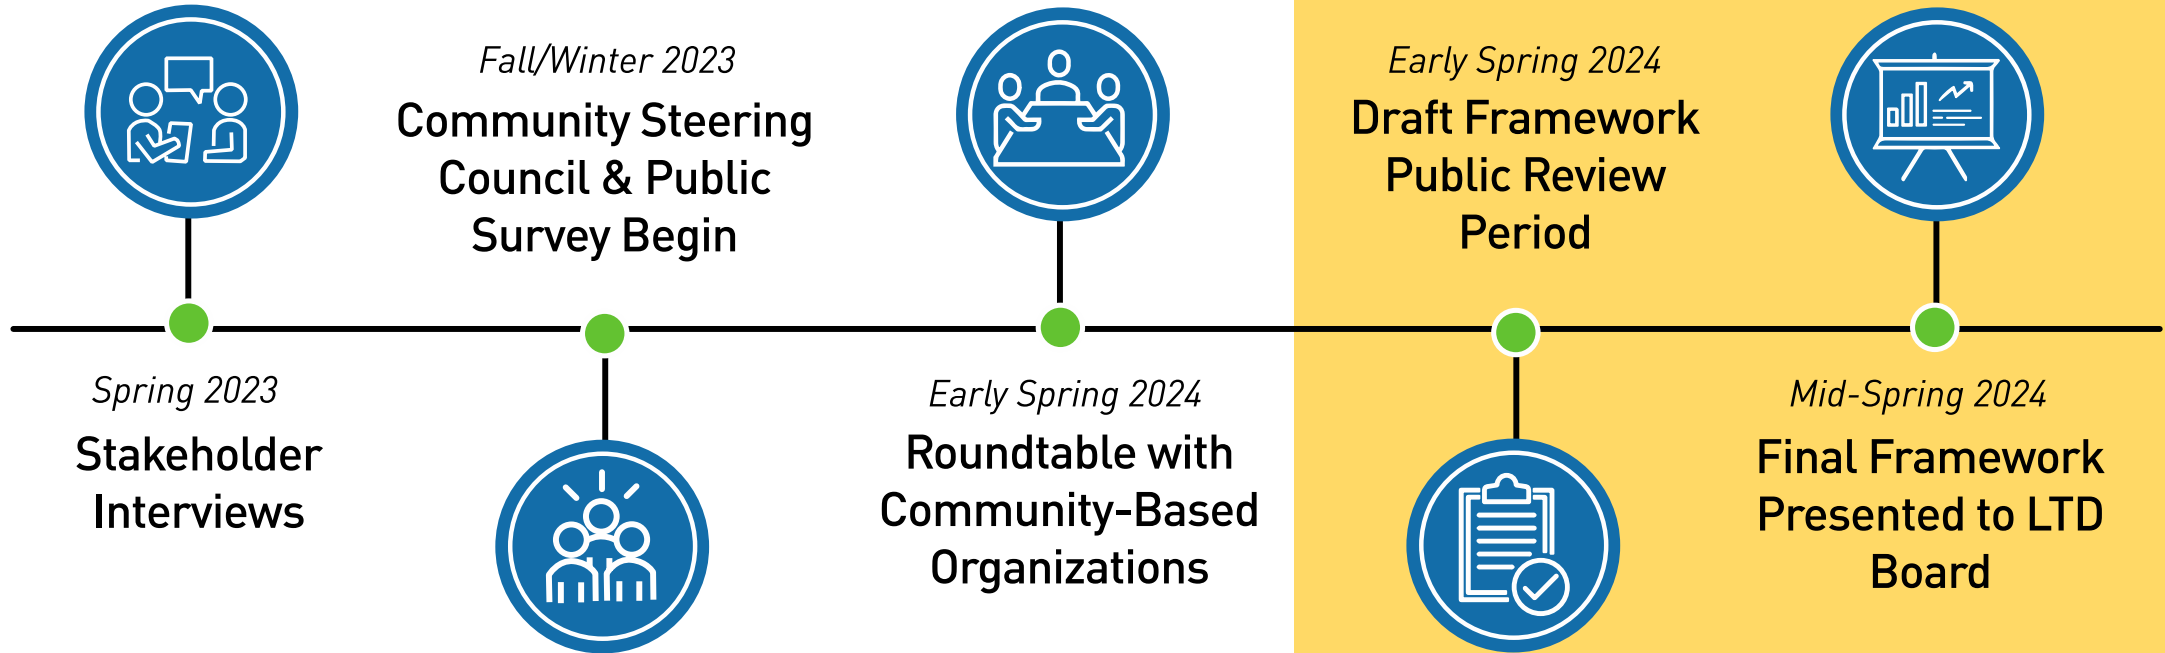 Spring 2023
Stakeholder
Interviews
Fall/Winter 2023
Community Steering
Council & Public
Survey Begin
Early Spring 2024
Roundtable with
Community-Based
Organizations
Early Spring 2024
Draft Framework
Public Review
Period
Mid-Spring 2024
Final Framework
Presented to LTD
Board